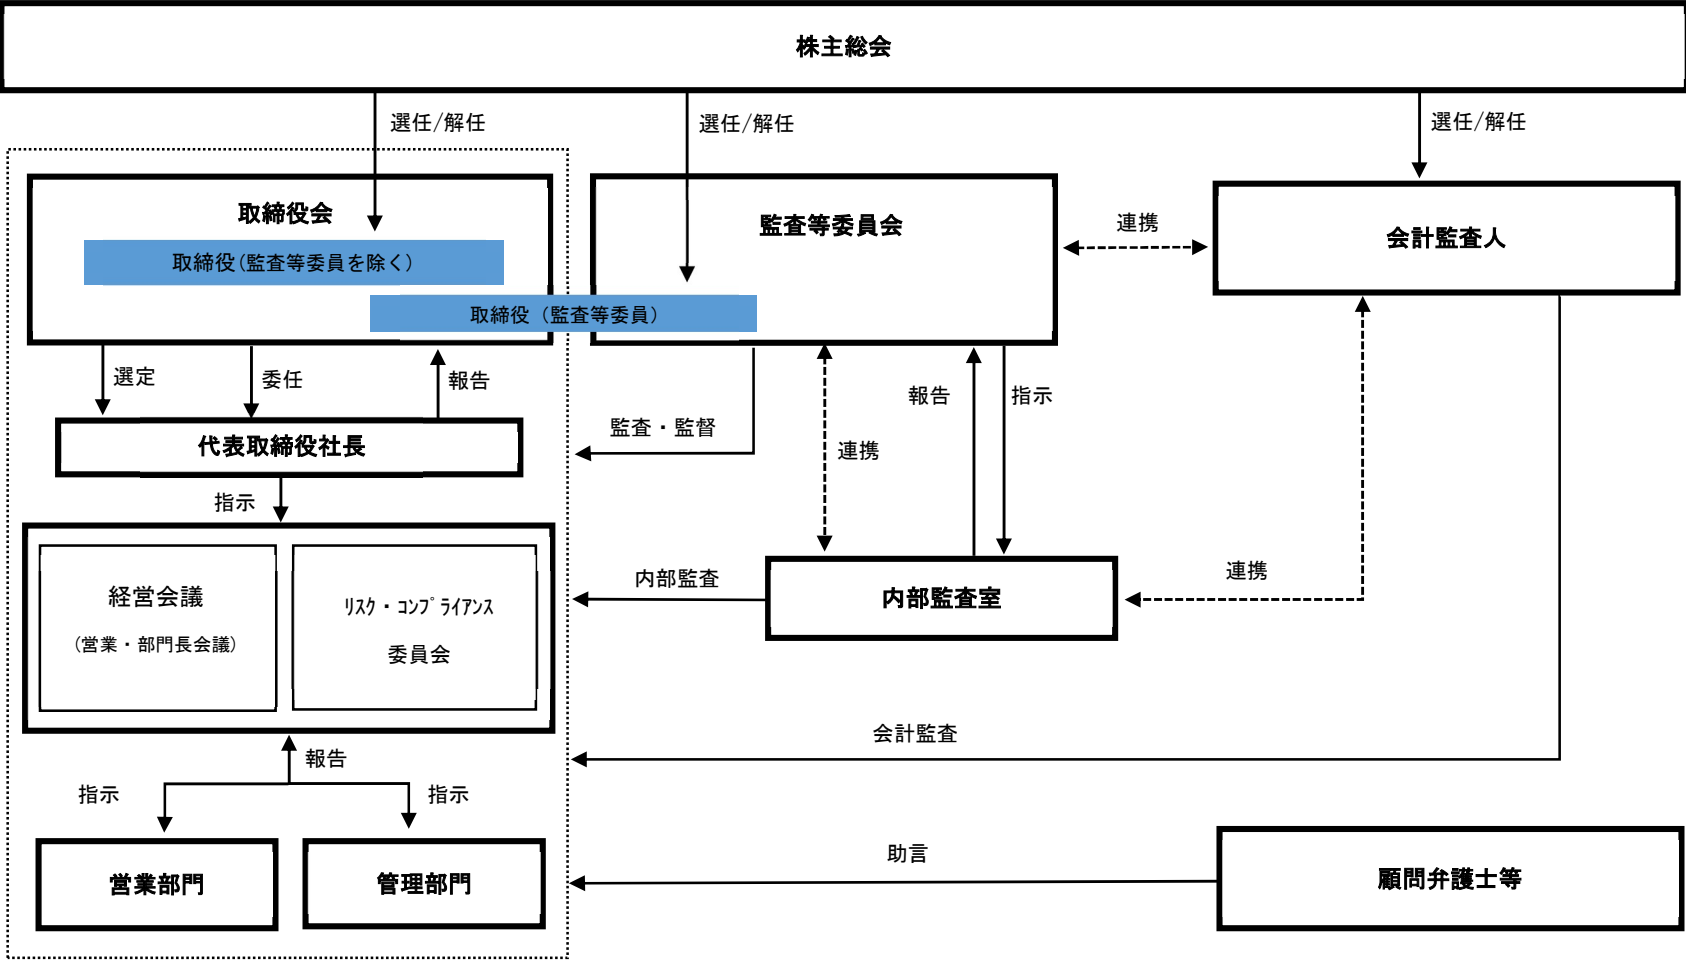 株主総会
選任/解任
選任/解任
選任/解任
取締役会
取締役(監査等委員を除く)
監査等委員会
取締役（監査等委員）
連携
会計監査人
選定
委任
報告
代表取締役社長
監査・監督
連携
報告
指示
指示
経営会議
(営業・部門長会議)
ﾘｽｸ・ｺﾝﾌﾟﾗｲｱﾝｽ
委員会
内部監査
内部監査室
連携
会計監査
報告
指示
指示
営業部門
管理部門
助言
顧問弁護士等